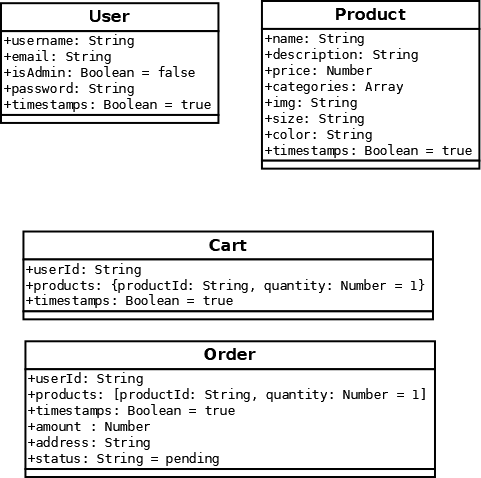 User
+username: String
+email: String
+isAdmin: Boolean = false
+password: String
+timestamps: Boolean = true
Product
+name: String
+description: String
+price: Number
+categories: Array
+img: String
+size: String
+color: String
+timestamps: Boolean = true
Cart
+userId: String
+products: {productId: String, quantity: Number = 1}
+timestamps: Boolean = true
Order
+userId: String
+products: [productId: String, quantity: Number = 1]
+timestamps: Boolean = true
+amount : Number
+address: String
+status: String = pending